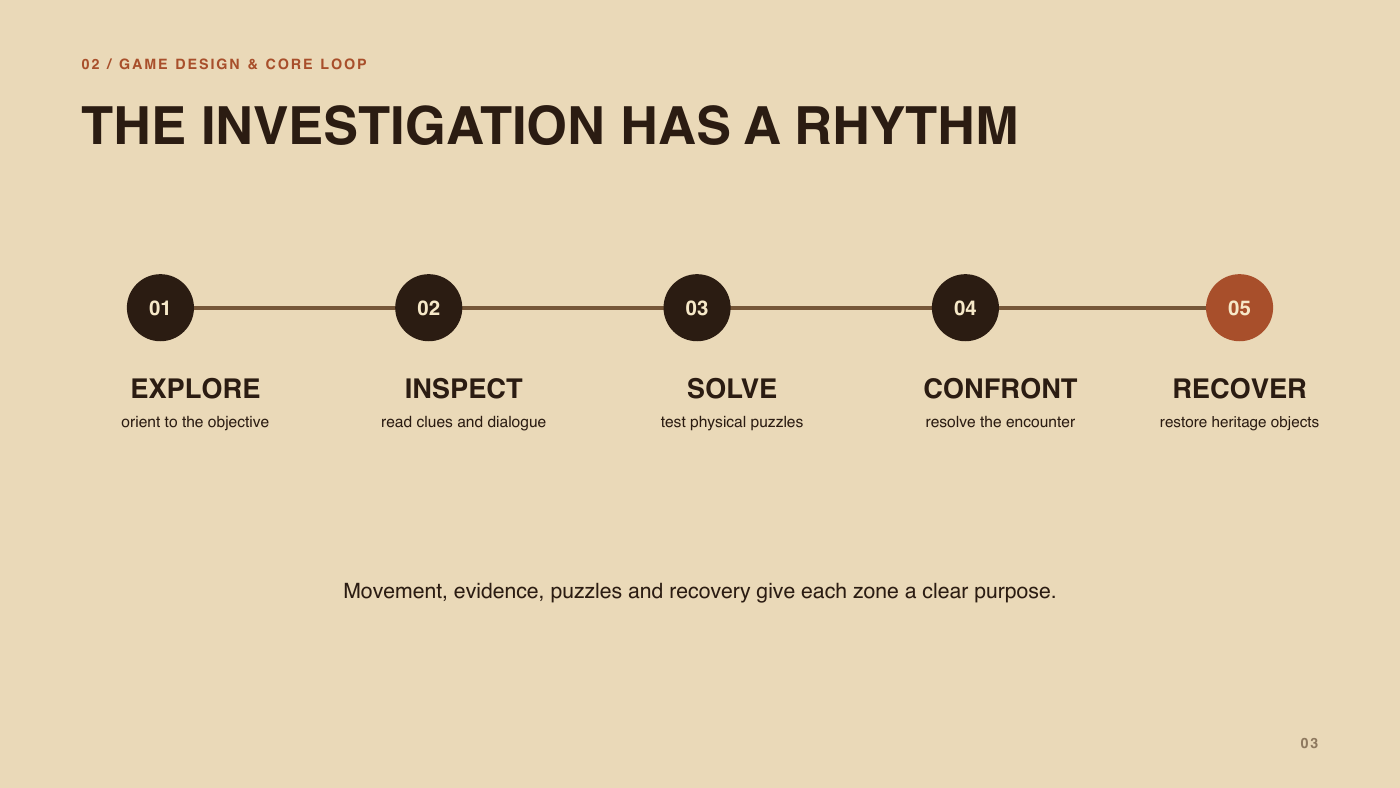 02 / GAME DESIGN & CORE LOOP
THE INVESTIGATION HAS A RHYTHM
01 02 03 04 05
EXPLORE INSPECT SOLVE CONFRONT RECOVER
orient to the objective read clues and dialogue test physical puzzles resolve the encounter restore heritage objects
Movement, evidence, puzzles and recovery give each zone a clear purpose.
03